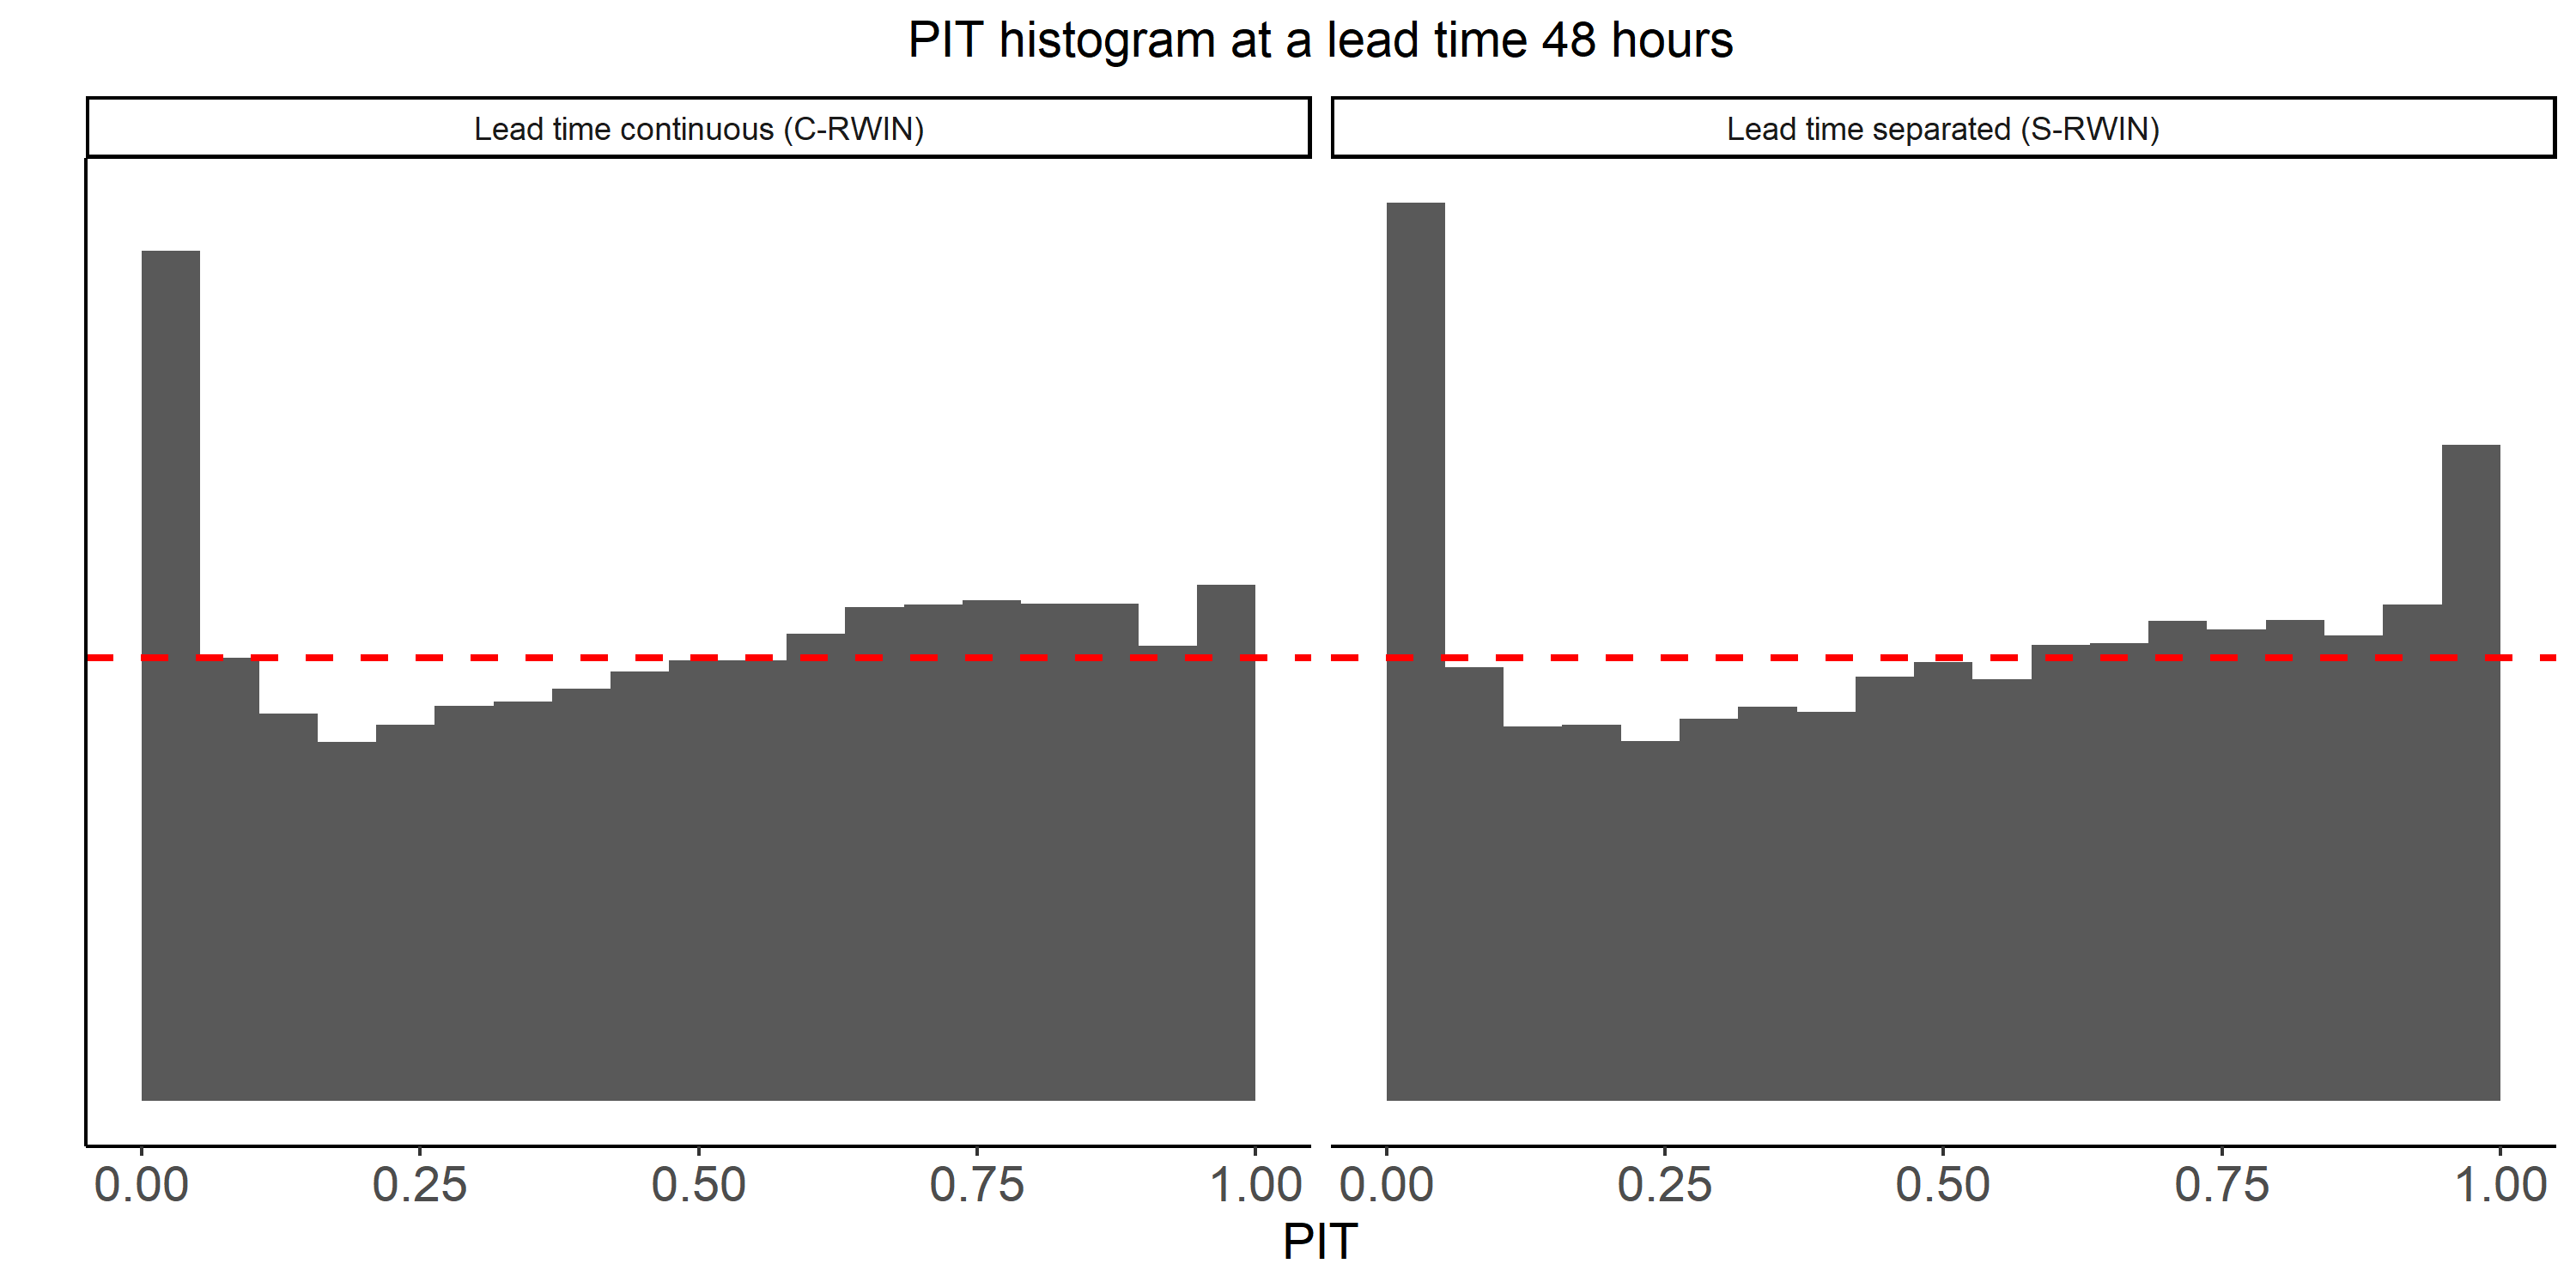 PIT histogram at a lead time 48 hours
Lead time continuous (C-RWIN)
Lead time separated (S-RWIN)
0.00 0.25 0.50 0.75 1.00
0.00 0.25 0.50 0.75 1.00
PIT